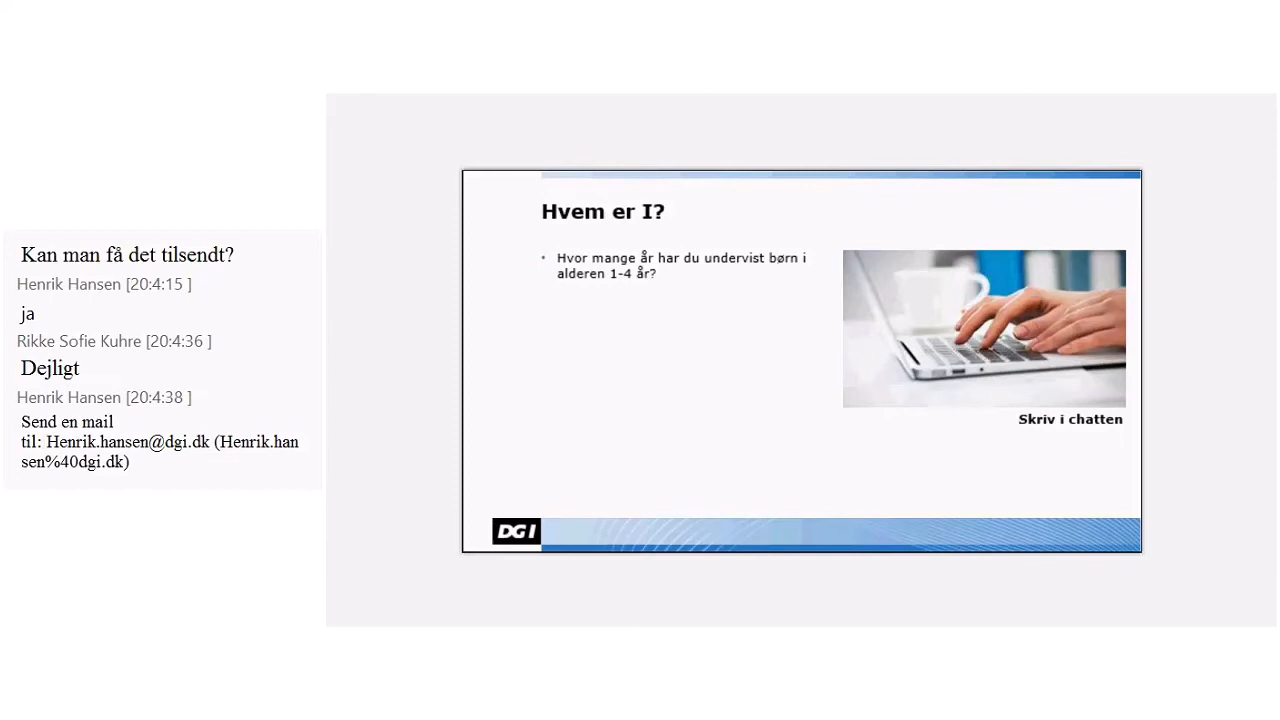 Kan man få det tilsendt?
Henrik Hansen [20:4:15 ]
ja
Rikke Sofie Kuhre [20:4:36 ]
Dejligt
Henrik Hansen [20:4:38 ]
Send en mail
til: Henrik.hansen@dgi.dk (Henrik.han
sen%40dgi.dk)
Hvem er I?
• Hvor mange år har du undervist børn i
alderen 1-4 år?
Skriv i chatten
DGI